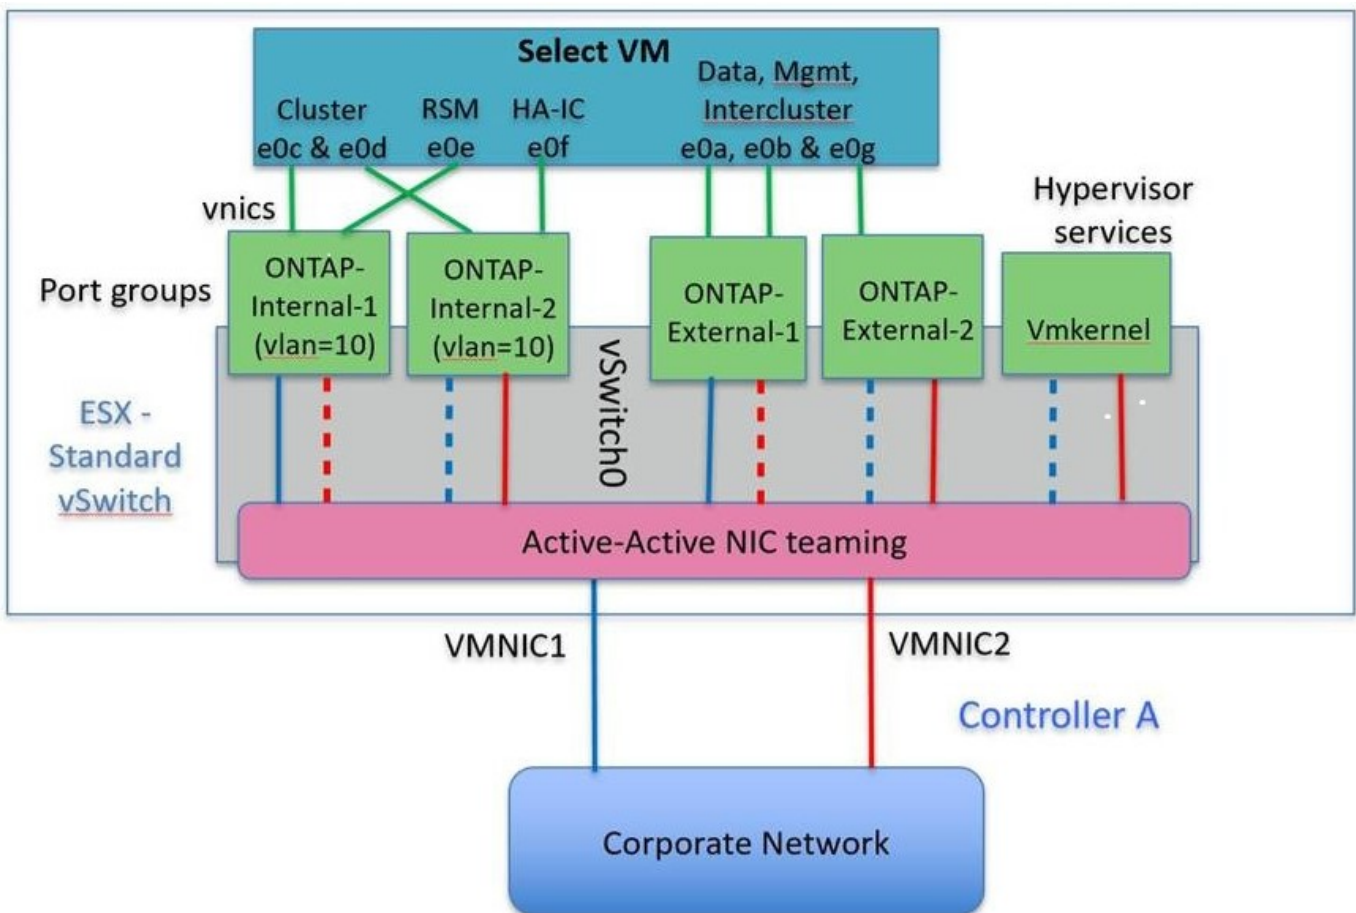 Select VM
Cluster
e0c & e0d
RSM
e0e
HA-IC
e0f
Data, Mgmt,
Intercluster
e0a, e0b & e0g
vnics
Hypervisor
services
Port groups
ONTAP-
Internal-1
(vlan=10)
ONTAP-
Internal-2
(vlan=10)
ONTAP-
External-1
ONTAP-
External-2
Vmkernel
vSwitch0
ESX -
Standard
vSwitch
Active-Active NIC teaming
VMNIC1
VMNIC2
Controller A
Corporate Network